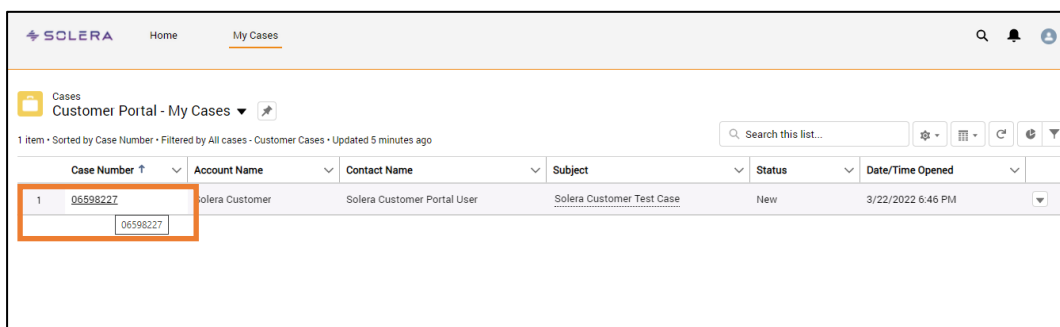 SOLERA Home My Cases
Cases
Customer Portal - My Cases
1 item • Sorted by Case Number • Filtered by All cases - Customer Cases • Updated 5 minutes ago
Search this list...
Case Number ↑ Account Name Contact Name Subject Status Date/Time Opened
1 06598227 Solera Customer Solera Customer Portal User Solera Customer Test Case New 3/22/2022 6:46 PM
06598227